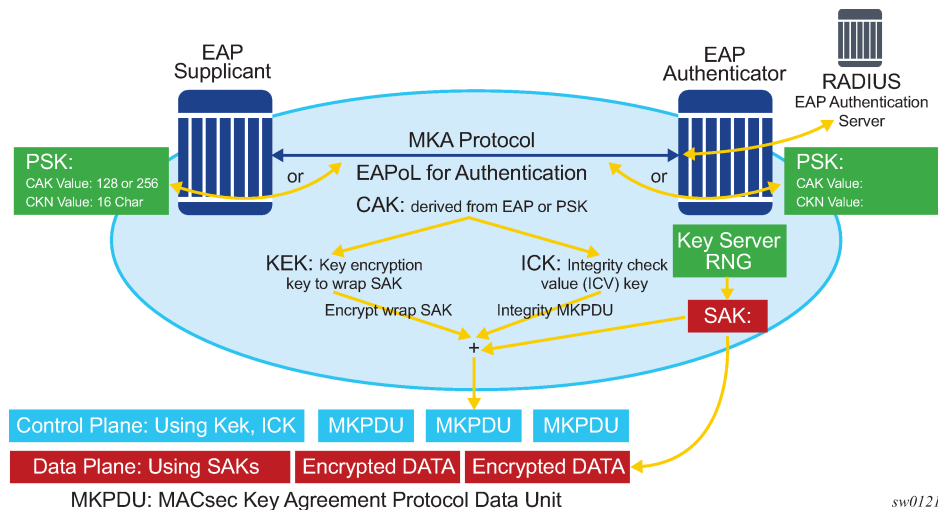 EAP
Supplicant
EAP
Authenticator
RADIUS
EAP Authentication
Server
MKA Protocol
PSK:
CAK Value: 128 or 256
CKN Value: 16 Char
or
EAPoL for Authentication
or
PSK:
CAK Value:
CKN Value:
CAK: derived from EAP or PSK
KEK: Key encryption
key to wrap SAK
ICK: Integrity check
value (ICV) key
Key Server
RNG
Encrypt wrap SAK
Integrity MKPDU
SAK:
+
Control Plane: Using Kek, ICK
MKPDU
MKPDU
MKPDU
Data Plane: Using SAKs
Encrypted DATA
Encrypted DATA
MKPDU: MACsec Key Agreement Protocol Data Unit
sw0121